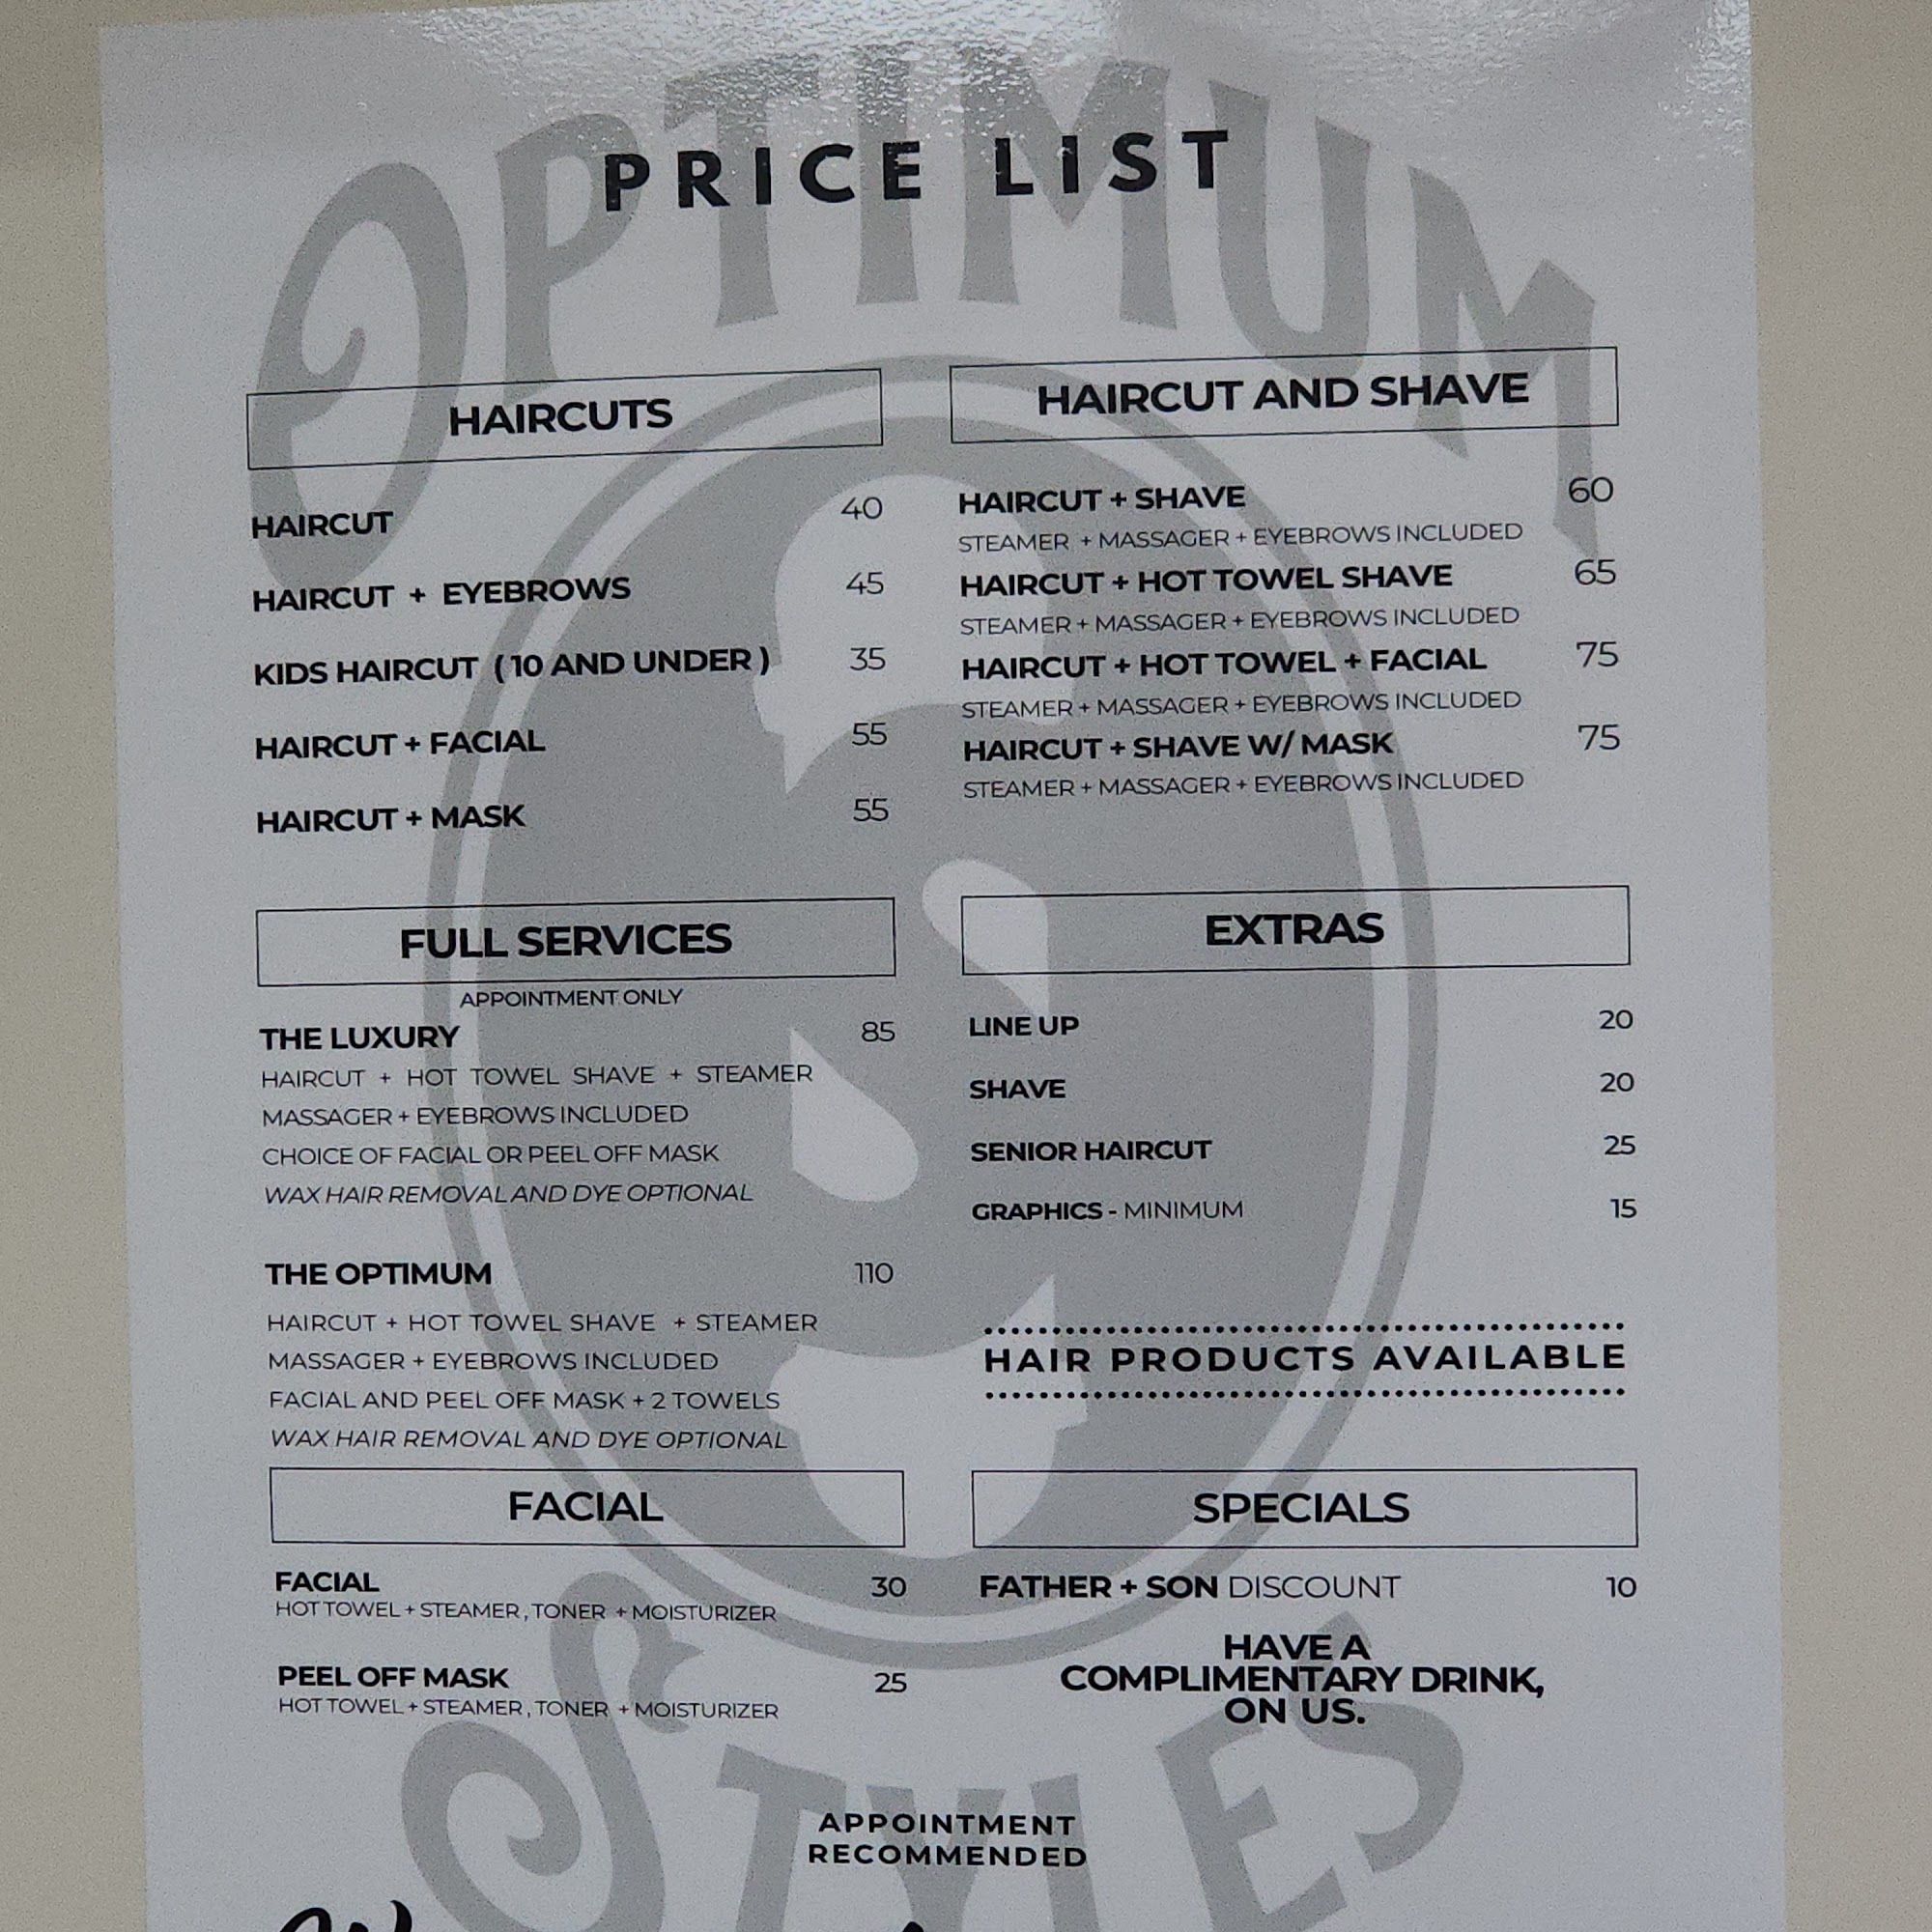 OPTIMUM
PRICE LIST
HAIRCUTS
HAIRCUT 40
HAIRCUT + EYEBROWS 45
KIDS HAIRCUT ( 10 AND UNDER ) 35
HAIRCUT + FACIAL 55
HAIRCUT + MASK 55
HAIRCUT AND SHAVE
HAIRCUT + SHAVE 60
STEAMER + MASSAGER + EYEBROWS INCLUDED
HAIRCUT + HOT TOWEL SHAVE 65
STEAMER + MASSAGER + EYEBROWS INCLUDED
HAIRCUT + HOT TOWEL + FACIAL 75
STEAMER + MASSAGER + EYEBROWS INCLUDED
HAIRCUT + SHAVE W/ MASK 75
STEAMER + MASSAGER + EYEBROWS INCLUDED
FULL SERVICES
APPOINTMENT ONLY
THE LUXURY 85
HAIRCUT + HOT TOWEL SHAVE + STEAMER
MASSAGER + EYEBROWS INCLUDED
CHOICE OF FACIAL OR PEEL OFF MASK
WAX HAIR REMOVAL AND DYE OPTIONAL
THE OPTIMUM 110
HAIRCUT + HOT TOWEL SHAVE + STEAMER
MASSAGER + EYEBROWS INCLUDED
FACIAL AND PEEL OFF MASK + 2 TOWELS
WAX HAIR REMOVAL AND DYE OPTIONAL
EXTRAS
LINE UP 20
SHAVE 20
SENIOR HAIRCUT 25
GRAPHICS - MINIMUM 15
HAIR PRODUCTS AVAILABLE
FACIAL
FACIAL 30
HOT TOWEL + STEAMER, TONER + MOISTURIZER
PEEL OFF MASK 25
HOT TOWEL + STEAMER, TONER + MOISTURIZER
SPECIALS
FATHER + SON DISCOUNT 10
HAVE A
COMPLIMENTARY DRINK,
ON US.
STYLES
APPOINTMENT
RECOMMENDED